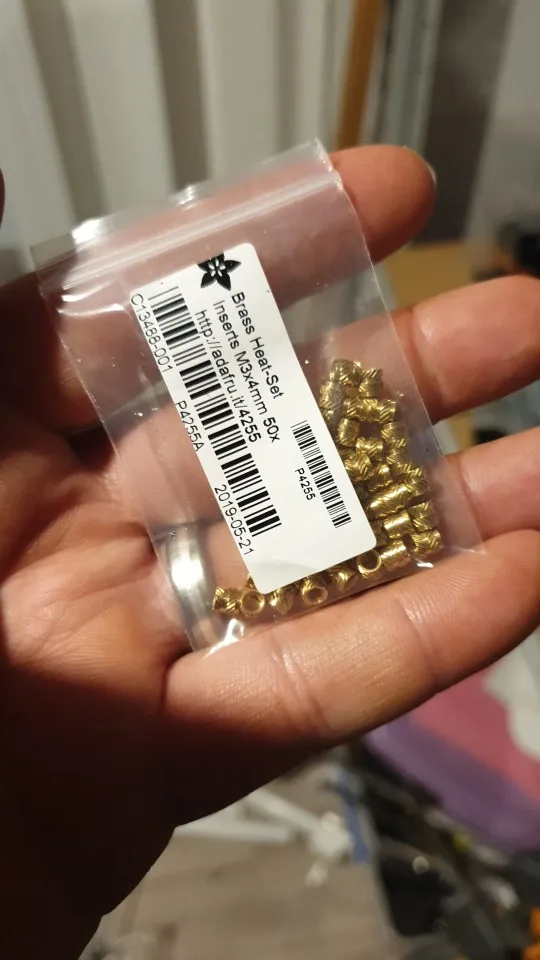 Brass Heat-Set
Inserts M3x4mm 50x
http://adafru.it/4255
C13488-001
P4255A
2019-05-21
P4255